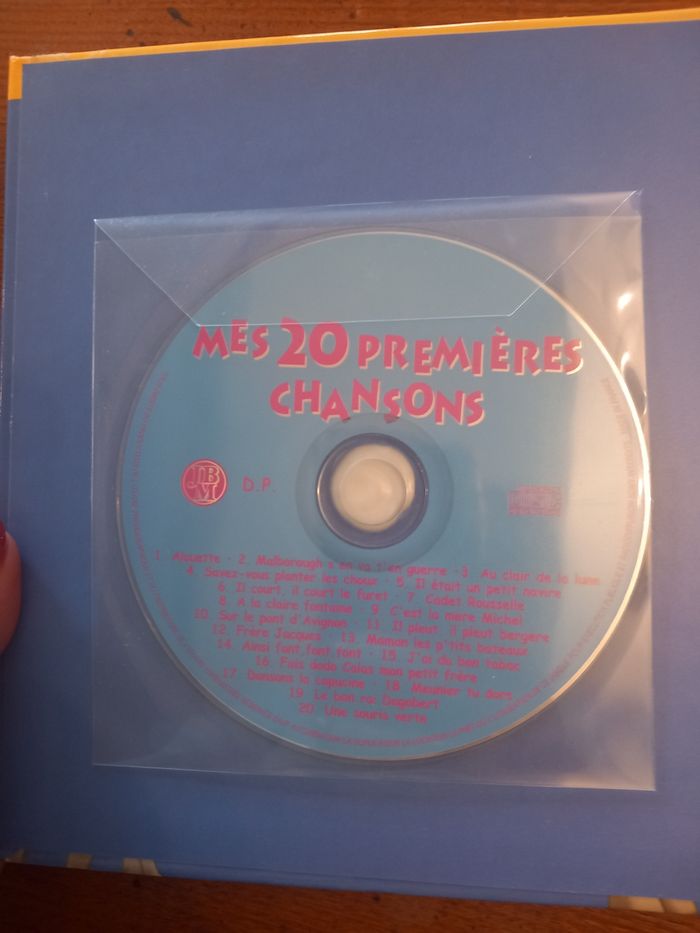 MES 20 PREMIÈRES
CHANSONS
JBM
D.P.
1. Alouette · 2. Malborough s'en va t'en guerre · 3. Au clair de la lune
4. Savez-vous planter les choux · 5. Il était un petit navire
6. Il court, il court le furet · 7. Cadet Rousselle
8. A la claire fontaine · 9. C'est la mere Michel
10. Sur le pont d'Avignon · 11. Il pleut, il pleut bergere
12. Frère Jacques · 13. Maman les p'tits bateaux
14. Ainsi font,font,font · 15. J'ai du bon tabac
16. Fais dodo Colas mon petit frère
17. Dansons la capucine · 18. Meunier tu dors
19. Le bon roi Dagobert
20. Une souris verte